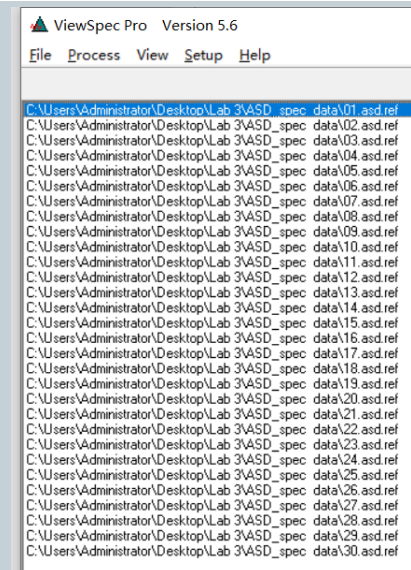 ViewSpec Pro Version 5.6
File Process View Setup Help
C:\Users\Administrator\Desktop\Lab 3\ASD_spec data\01.asd.ref
C:\Users\Administrator\Desktop\Lab 3\ASD_spec data\02.asd.ref
C:\Users\Administrator\Desktop\Lab 3\ASD_spec data\03.asd.ref
C:\Users\Administrator\Desktop\Lab 3\ASD_spec data\04.asd.ref
C:\Users\Administrator\Desktop\Lab 3\ASD_spec data\05.asd.ref
C:\Users\Administrator\Desktop\Lab 3\ASD_spec data\06.asd.ref
C:\Users\Administrator\Desktop\Lab 3\ASD_spec data\07.asd.ref
C:\Users\Administrator\Desktop\Lab 3\ASD_spec data\08.asd.ref
C:\Users\Administrator\Desktop\Lab 3\ASD_spec data\09.asd.ref
C:\Users\Administrator\Desktop\Lab 3\ASD_spec data\10.asd.ref
C:\Users\Administrator\Desktop\Lab 3\ASD_spec data\11.asd.ref
C:\Users\Administrator\Desktop\Lab 3\ASD_spec data\12.asd.ref
C:\Users\Administrator\Desktop\Lab 3\ASD_spec data\13.asd.ref
C:\Users\Administrator\Desktop\Lab 3\ASD_spec data\14.asd.ref
C:\Users\Administrator\Desktop\Lab 3\ASD_spec data\15.asd.ref
C:\Users\Administrator\Desktop\Lab 3\ASD_spec data\16.asd.ref
C:\Users\Administrator\Desktop\Lab 3\ASD_spec data\17.asd.ref
C:\Users\Administrator\Desktop\Lab 3\ASD_spec data\18.asd.ref
C:\Users\Administrator\Desktop\Lab 3\ASD_spec data\19.asd.ref
C:\Users\Administrator\Desktop\Lab 3\ASD_spec data\20.asd.ref
C:\Users\Administrator\Desktop\Lab 3\ASD_spec data\21.asd.ref
C:\Users\Administrator\Desktop\Lab 3\ASD_spec data\22.asd.ref
C:\Users\Administrator\Desktop\Lab 3\ASD_spec data\23.asd.ref
C:\Users\Administrator\Desktop\Lab 3\ASD_spec data\24.asd.ref
C:\Users\Administrator\Desktop\Lab 3\ASD_spec data\25.asd.ref
C:\Users\Administrator\Desktop\Lab 3\ASD_spec data\26.asd.ref
C:\Users\Administrator\Desktop\Lab 3\ASD_spec data\27.asd.ref
C:\Users\Administrator\Desktop\Lab 3\ASD_spec data\28.asd.ref
C:\Users\Administrator\Desktop\Lab 3\ASD_spec data\29.asd.ref
C:\Users\Administrator\Desktop\Lab 3\ASD_spec data\30.asd.ref